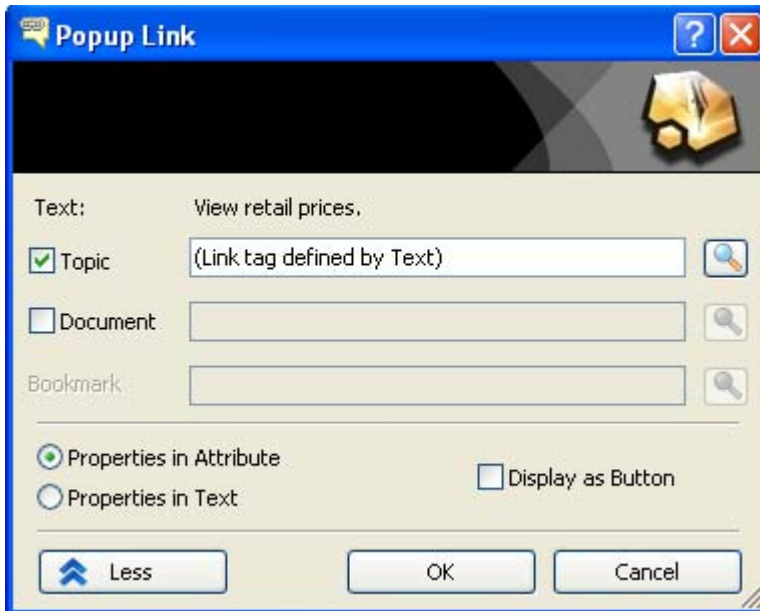 Popup Link
Text: View retail prices.
Topic (Link tag defined by Text)
Document
Bookmark
Properties in Attribute
Display as Button
Properties in Text
Less OK Cancel